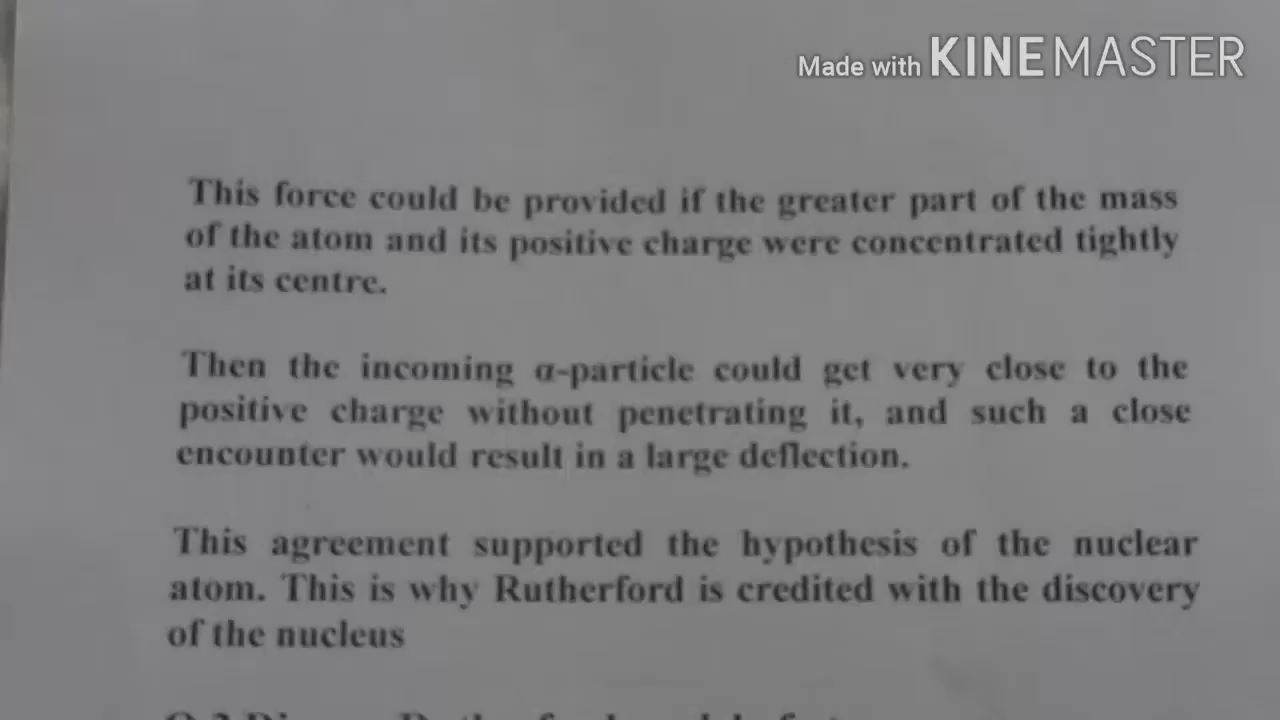 Made with KINEMASTER
This force could be provided if the greater part of the mass
of the atom and its positive charge were concentrated tightly
at its centre.
Then the incoming α-particle could get very close to the
positive charge without penetrating it, and such a close
encounter would result in a large deflection.
This agreement supported the hypothesis of the nuclear
atom. This is why Rutherford is credited with the discovery
of the nucleus